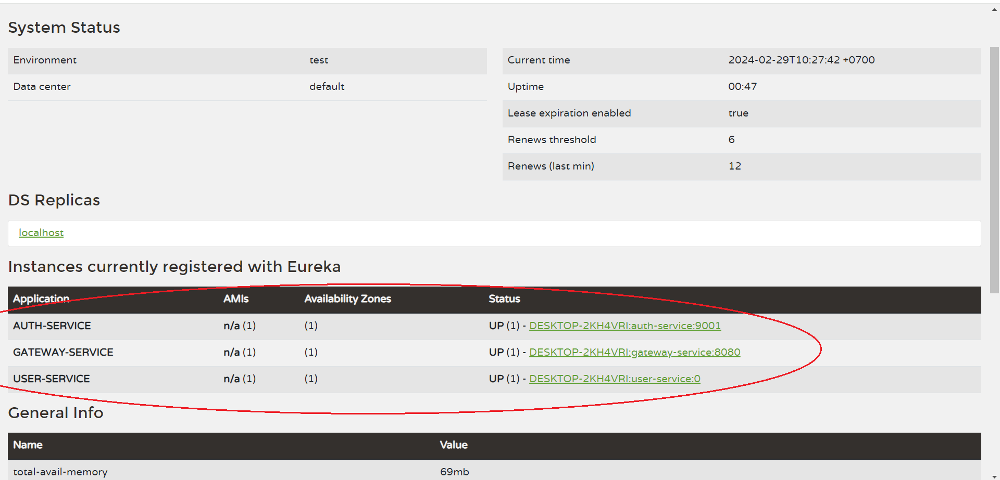 System Status
Environment test
Data center default
Current time 2024-02-29T10:27:42 +0700
Uptime 00:47
Lease expiration enabled true
Renews threshold 6
Renews (last min) 12
DS Replicas
localhost
Instances currently registered with Eureka
Application AMIs Availability Zones Status
AUTH-SERVICE n/a (1) (1) UP (1) - DESKTOP-2KH4VRI:auth-service:9001
GATEWAY-SERVICE n/a (1) (1) UP (1) - DESKTOP-2KH4VRI:gateway-service:8080
USER-SERVICE n/a (1) (1) UP (1) - DESKTOP-2KH4VRI:user-service:0
General Info
Name Value
total-avail-memory 69mb